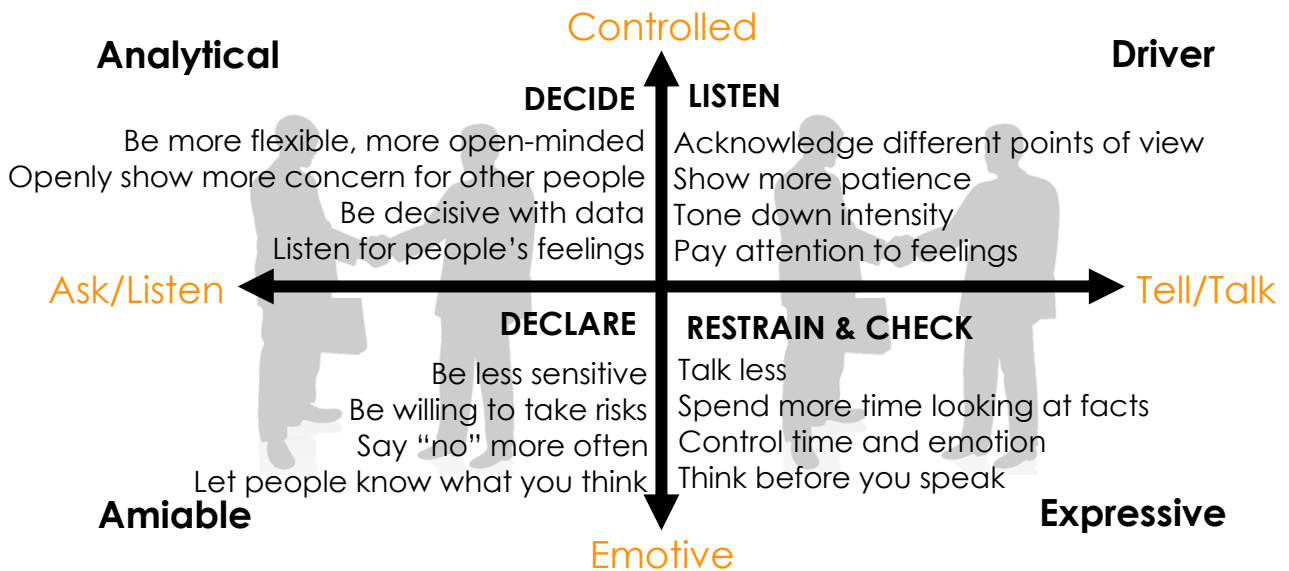 Controlled
Analytical
Driver
DECIDE
Be more flexible, more open-minded
Openly show more concern for other people
Be decisive with data
Listen for people’s feelings
LISTEN
Acknowledge different points of view
Show more patience
Tone down intensity
Pay attention to feelings
Ask/Listen
Tell/Talk
DECLARE
Be less sensitive
Be willing to take risks
Say “no” more often
Let people know what you think
RESTRAIN & CHECK
Talk less
Spend more time looking at facts
Control time and emotion
Think before you speak
Amiable
Expressive
Emotive